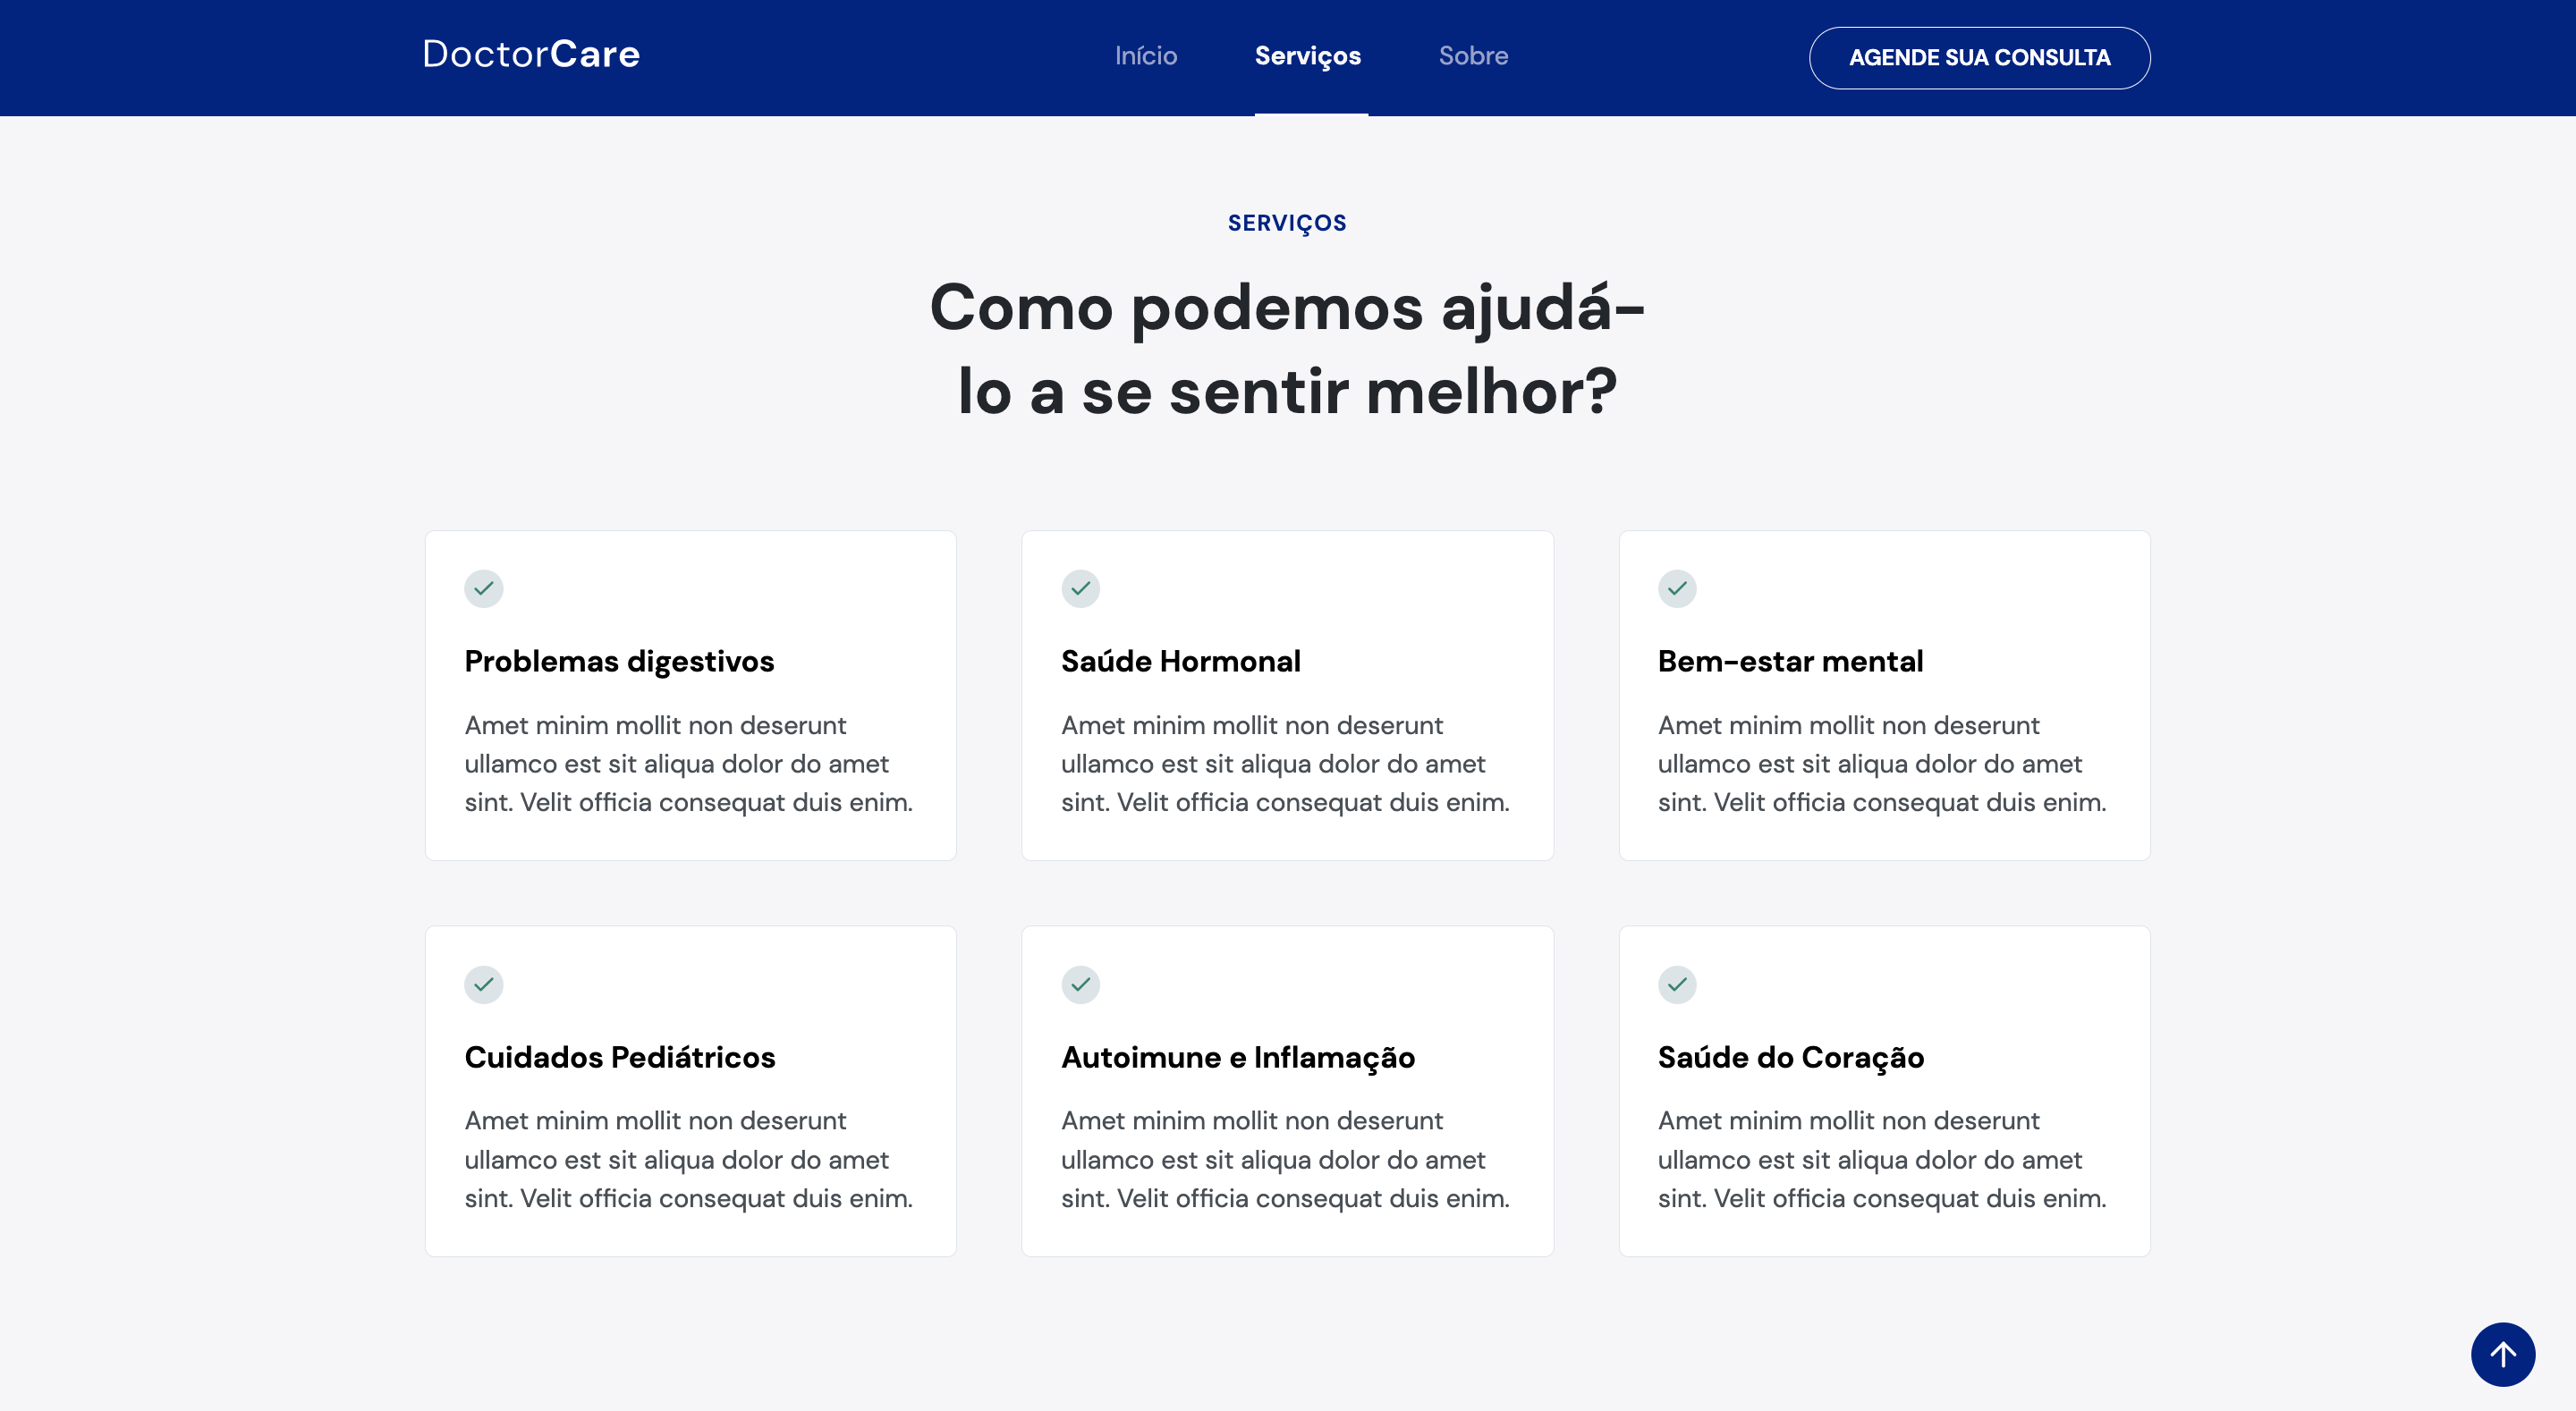 DoctorCare
Início
Serviços
Sobre
AGENDE SUA CONSULTA
SERVIÇOS
Como podemos ajudá-
lo a se sentir melhor?
Problemas digestivos
Amet minim mollit non deserunt
ullamco est sit aliqua dolor do amet
sint. Velit officia consequat duis enim.
Saúde Hormonal
Amet minim mollit non deserunt
ullamco est sit aliqua dolor do amet
sint. Velit officia consequat duis enim.
Bem-estar mental
Amet minim mollit non deserunt
ullamco est sit aliqua dolor do amet
sint. Velit officia consequat duis enim.
Cuidados Pediátricos
Amet minim mollit non deserunt
ullamco est sit aliqua dolor do amet
sint. Velit officia consequat duis enim.
Autoimune e Inflamação
Amet minim mollit non deserunt
ullamco est sit aliqua dolor do amet
sint. Velit officia consequat duis enim.
Saúde do Coração
Amet minim mollit non deserunt
ullamco est sit aliqua dolor do amet
sint. Velit officia consequat duis enim.